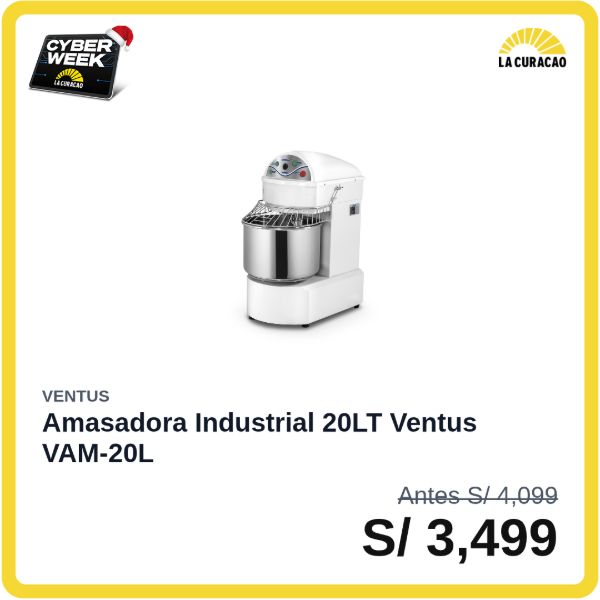 CYBER
WEEK
LA CURACAO
LA CURACAO
VENTUS
Amasadora Industrial 20LT Ventus
VAM-20L
Antes S/ 4,099
S/ 3,499